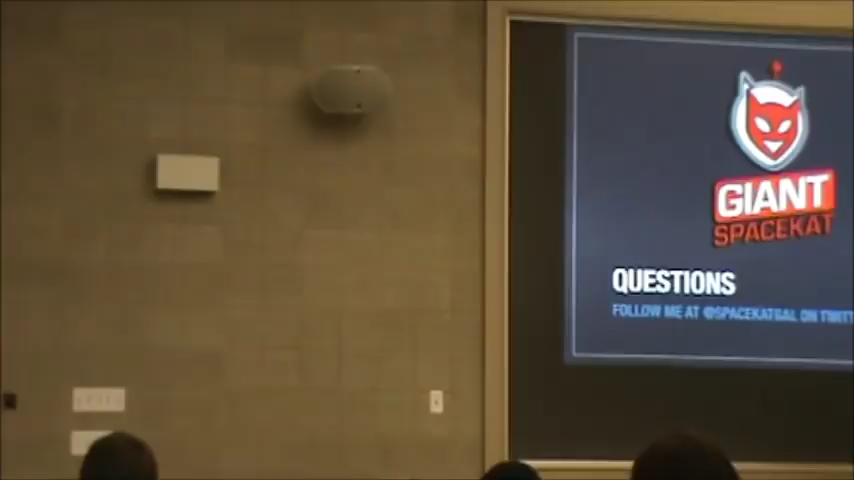 GIANT
SPACEKAT
QUESTIONS
FOLLOW ME AT @SPACEKATGAL ON